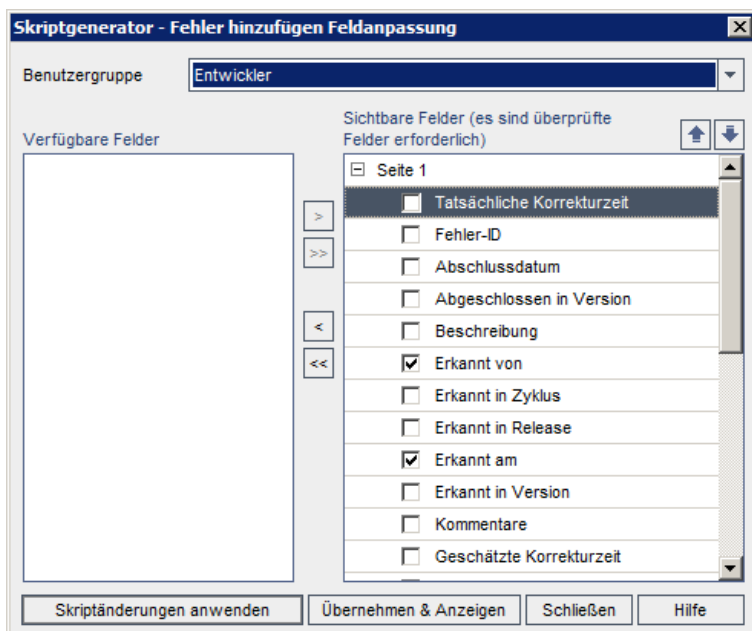 Skriptgenerator - Fehler hinzufügen Feldanpassung
Benutzergruppe
Entwickler
Verfügbare Felder
Sichtbare Felder (es sind überprüfte
Felder erforderlich)
Seite 1
Tatsächliche Korrekturzeit
Fehler-ID
Abschlussdatum
Abgeschlossen in Version
Beschreibung
Erkannt von
Erkannt in Zyklus
Erkannt in Release
Erkannt am
Erkannt in Version
Kommentare
Geschätzte Korrekturzeit
>
>>
<
<<
Skriptänderungen anwenden
Übernehmen & Anzeigen
Schließen
Hilfe